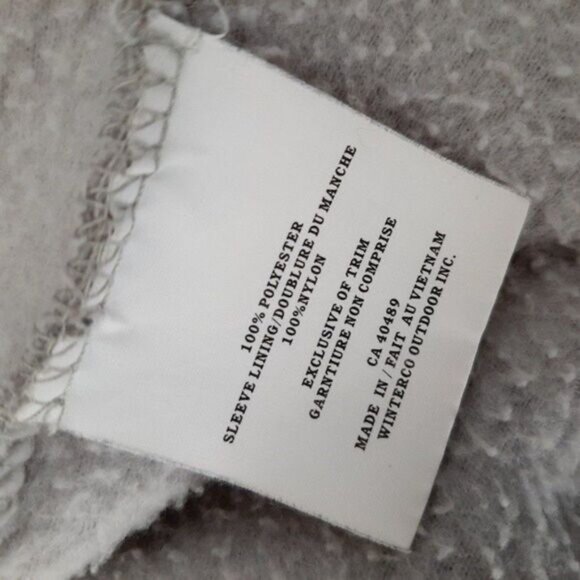 100% POLYESTER
SLEEVE LINING/DOUBLURE DU MANCHE
100%NYLON
EXCLUSIVE OF TRIM
GARNTIURE NON COMPRISE
CA 40489
MADE IN / FAIT AU VIETNAM
WINTERCO OUTDOOR INC.